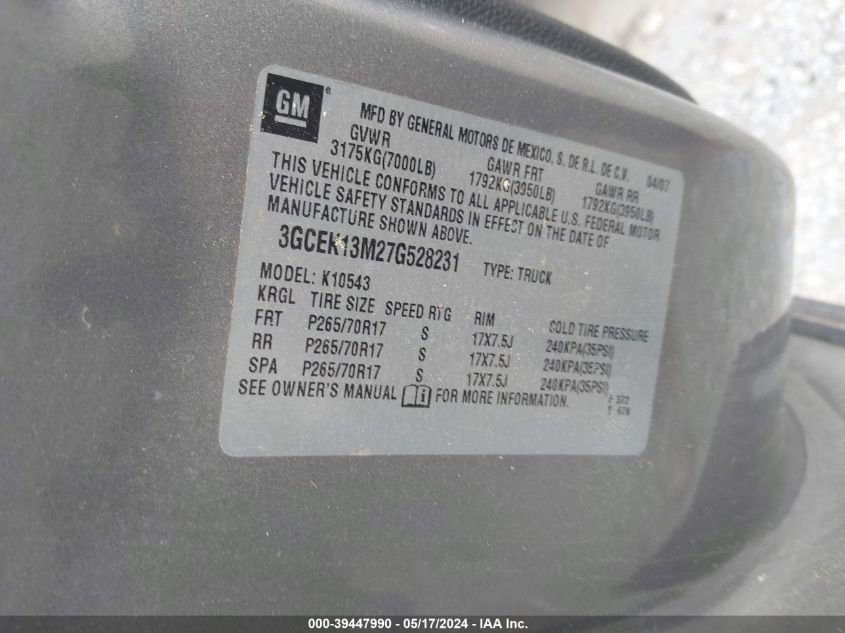 GM ®
MFD BY GENERAL MOTORS DE MEXICO, S. DE R.L. DE C.V. 04/07
GVWR GAWR FRT GAWR RR
3175KG(7000LB) 1792KG(3950LB) 1792KG(3950LB)
THIS VEHICLE CONFORMS TO ALL APPLICABLE U.S. FEDERAL MOTOR
VEHICLE SAFETY STANDARDS IN EFFECT ON THE DATE OF
MANUFACTURE SHOWN ABOVE.
3GCEK13M27G528231 TYPE: TRUCK
MODEL: K10543
KRGL TIRE SIZE SPEED RTG RIM COLD TIRE PRESSURE
FRT P265/70R17 S 17X7.5J 240KPA(35PSI)
RR P265/70R17 S 17X7.5J 240KPA(35PSI)
SPA P265/70R17 S 17X7.5J 240KPA(35PSI)
SEE OWNER'S MANUAL FOR MORE INFORMATION.
000-39447990 - 05/17/2024 - IAA Inc.